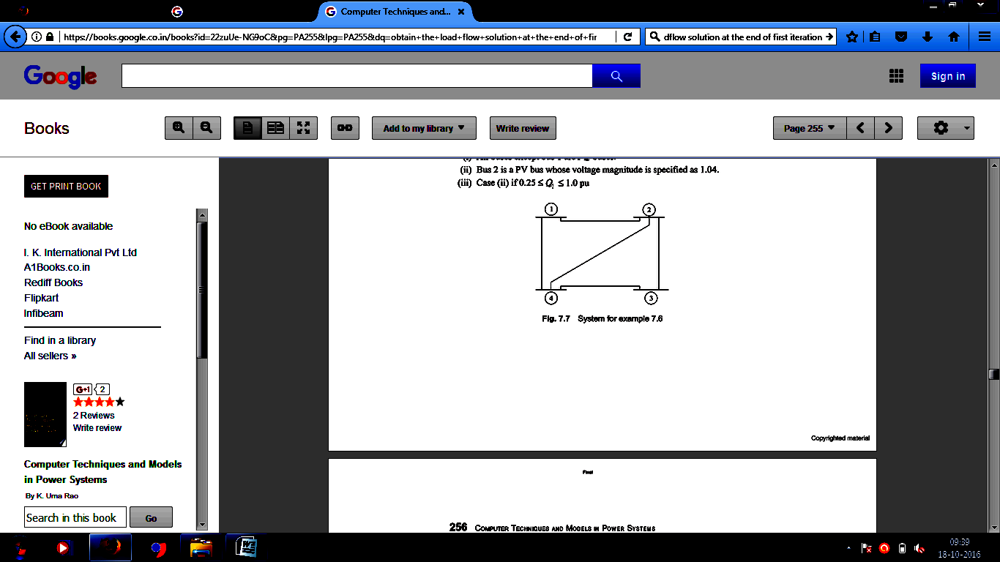 Computer Techniques and...
https://books.google.co.in/books?id=22zuUe-NG9oC&pg=PA255&lpg=PA255&dq=obtain+the+load+flow+solution+at+the+end+of+fir
dflow solution at the end of first iteration
Google
Sign in
Books
Add to my library
Write review
Page 255
GET PRINT BOOK
No eBook available
I. K. International Pvt Ltd
A1Books.co.in
Rediff Books
Flipkart
Infibeam
Find in a library
All sellers »
G+1 2
2 Reviews
Write review
Computer Techniques and Models
in Power Systems
By K. Uma Rao
Search in this book Go
(ii) Bus 2 is a PV bus whose voltage magnitude is specified as 1.04.
(iii) Case (ii) if 0.25 ≤ Q₁ ≤ 1.0 pu
1 2
4 3
Fig. 7.7 System for example 7.6
Copyrighted material
256 COMPUTER TECHNIQUES AND MODELS IN POWER SYSTEMS
09:39
18-10-2016